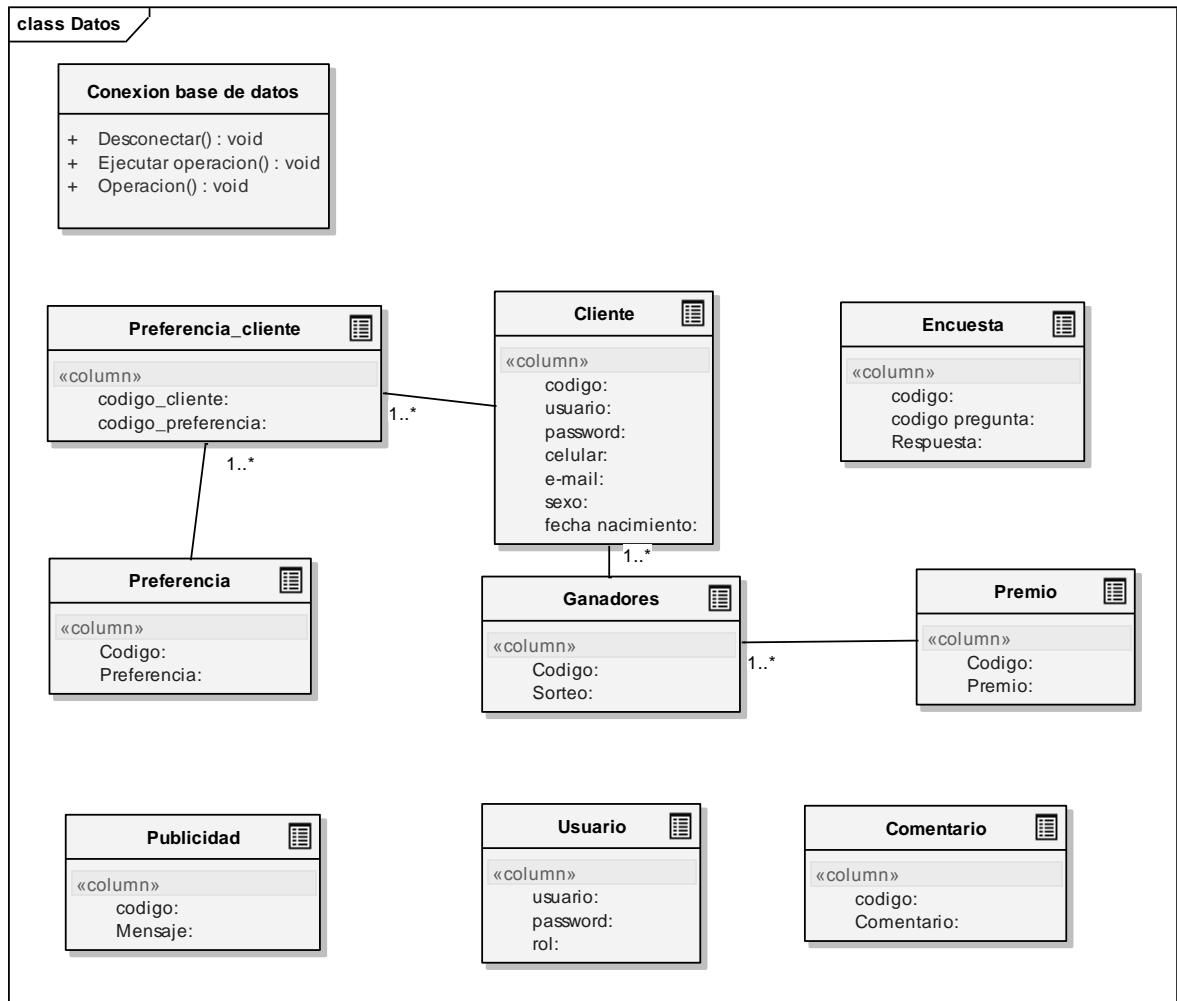 class Datos
Conexion base de datos
+ Desconectar() : void
+ Ejecutar operacion() : void
+ Operacion() : void
Preferencia_cliente
«column»
codigo_cliente:
codigo_preferencia:
1..*
1..*
Cliente
«column»
codigo:
usuario:
password:
celular:
e-mail:
sexo:
fecha nacimiento:
1..*
Encuesta
«column»
codigo:
codigo pregunta:
Respuesta:
Preferencia
«column»
Codigo:
Preferencia:
Ganadores
«column»
Codigo:
Sorteo:
1..*
Premio
«column»
Codigo:
Premio:
Publicidad
«column»
codigo:
Mensaje:
Usuario
«column»
usuario:
password:
rol:
Comentario
«column»
codigo:
Comentario: